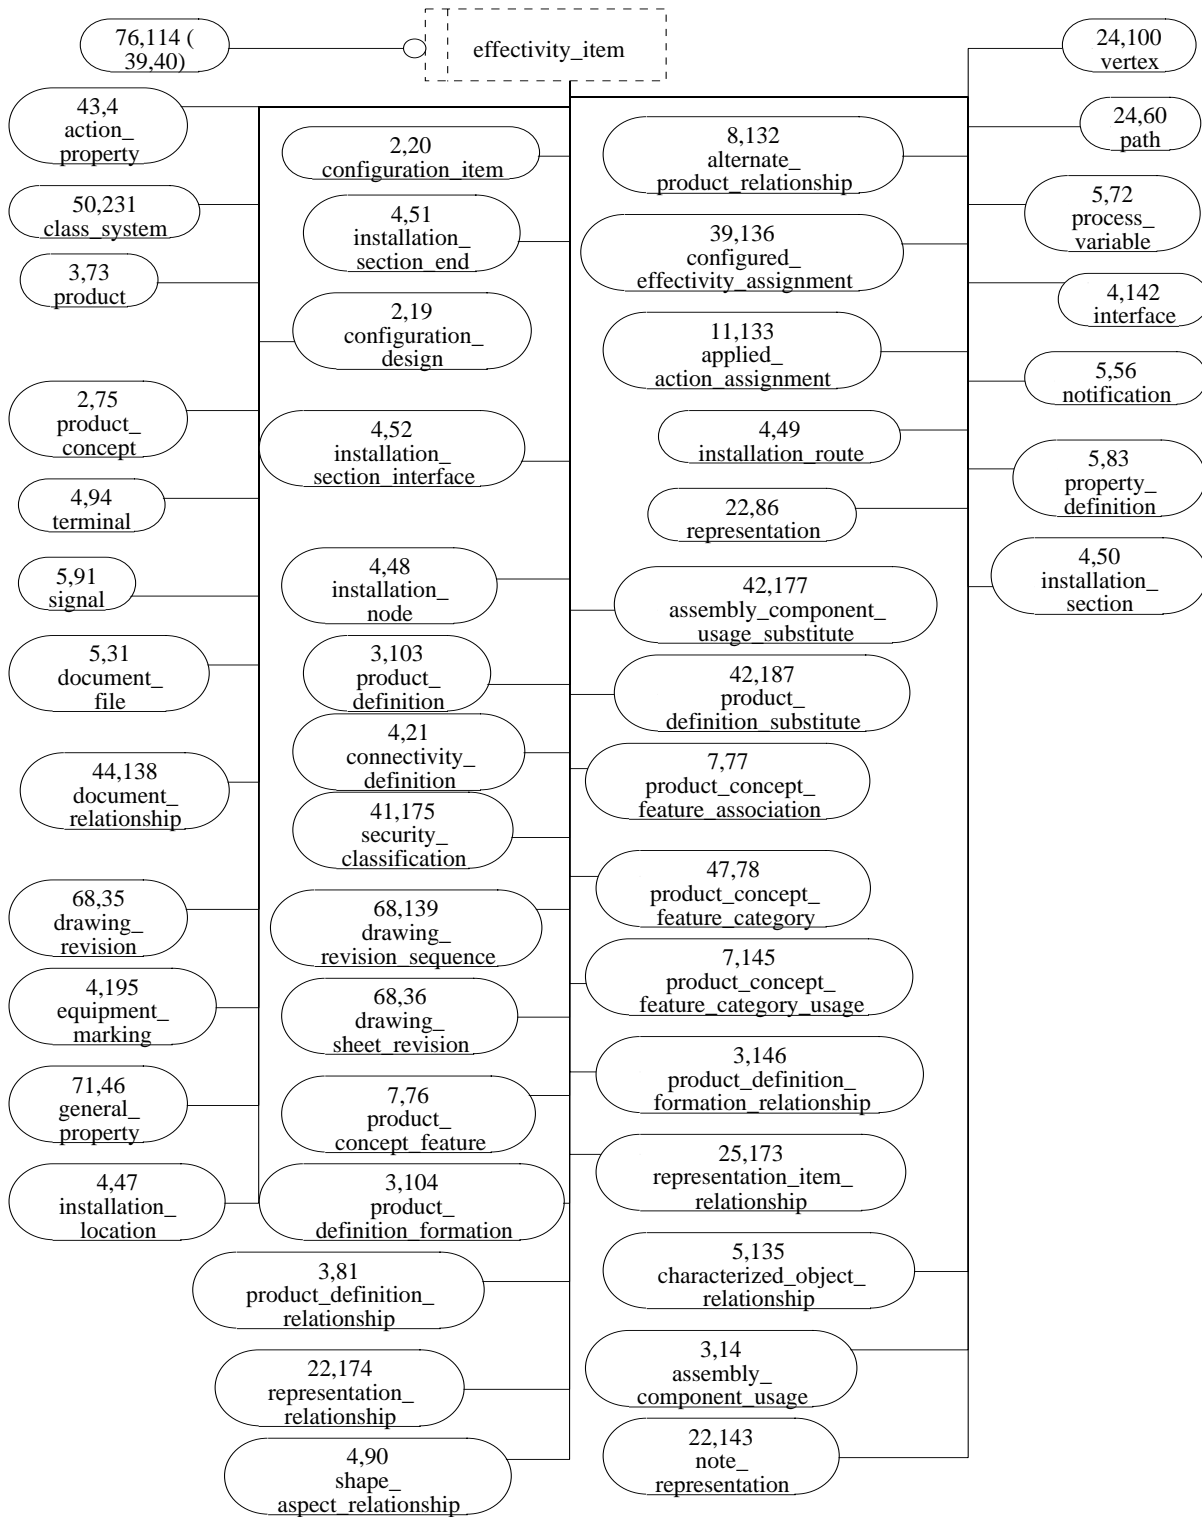 76,114 (
39,40)
effectivity_item
24,100
vertex
43,4
action_
property
24,60
path
2,20
configuration_item
8,132
alternate_
product_relationship
50,231
class_system
5,72
process_
variable
4,51
installation_
section_end
39,136
configured_
effectivity_assignment
3,73
product
4,142
interface
2,19
configuration_
design
11,133
applied_
action_assignment
5,56
notification
2,75
product_
concept
4,52
installation_
section_interface
4,49
installation_route
5,83
property_
definition
4,94
terminal
22,86
representation
4,50
installation_
section
5,91
signal
4,48
installation_
node
42,177
assembly_component_
usage_substitute
5,31
document_
file
3,103
product_
definition
42,187
product_
definition_substitute
4,21
connectivity_
definition
44,138
document_
relationship
7,77
product_concept_
feature_association
41,175
security_
classification
47,78
product_concept_
feature_category
68,35
drawing_
revision
68,139
drawing_
revision_sequence
7,145
product_concept_
feature_category_usage
4,195
equipment_
marking
68,36
drawing_
sheet_revision
3,146
product_definition_
formation_relationship
71,46
general_
property
7,76
product_
concept_feature
25,173
representation_item_
relationship
4,47
installation_
location
3,104
product_
definition_formation
5,135
characterized_object_
relationship
3,81
product_definition_
relationship
3,14
assembly_
component_usage
22,174
representation_
relationship
22,143
note_
representation
4,90
shape_
aspect_relationship